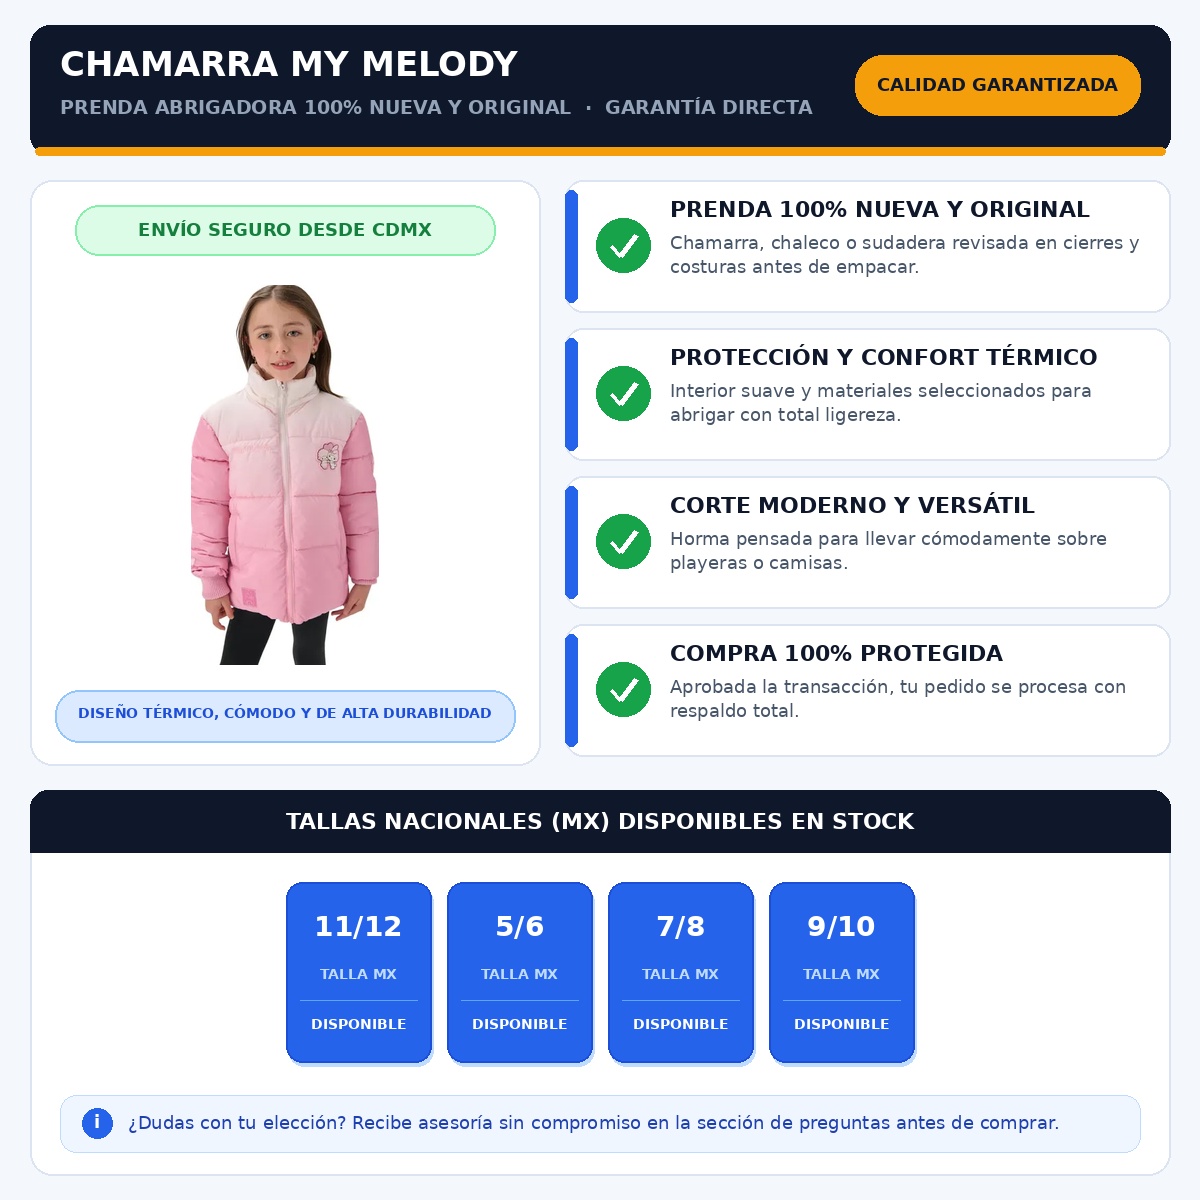 CHAMARRA MY MELODY
PRENDA ABRIGADORA 100% NUEVA Y ORIGINAL · GARANTÍA DIRECTA
CALIDAD GARANTIZADA
ENVÍO SEGURO DESDE CDMX
DISEÑO TÉRMICO, CÓMODO Y DE ALTA DURABILIDAD
PRENDA 100% NUEVA Y ORIGINAL
Chamarra, chaleco o sudadera revisada en cierres y
costuras antes de empacar.
PROTECCIÓN Y CONFORT TÉRMICO
Interior suave y materiales seleccionados para
abrigar con total ligereza.
CORTE MODERNO Y VERSÁTIL
Horma pensada para llevar cómodamente sobre
playeras o camisas.
COMPRA 100% PROTEGIDA
Aprobada la transacción, tu pedido se procesa con
respaldo total.
TALLAS NACIONALES (MX) DISPONIBLES EN STOCK
11/12
TALLA MX
DISPONIBLE
5/6
TALLA MX
DISPONIBLE
7/8
TALLA MX
DISPONIBLE
9/10
TALLA MX
DISPONIBLE
i
¿Dudas con tu elección? Recibe asesoría sin compromiso en la sección de preguntas antes de comprar.